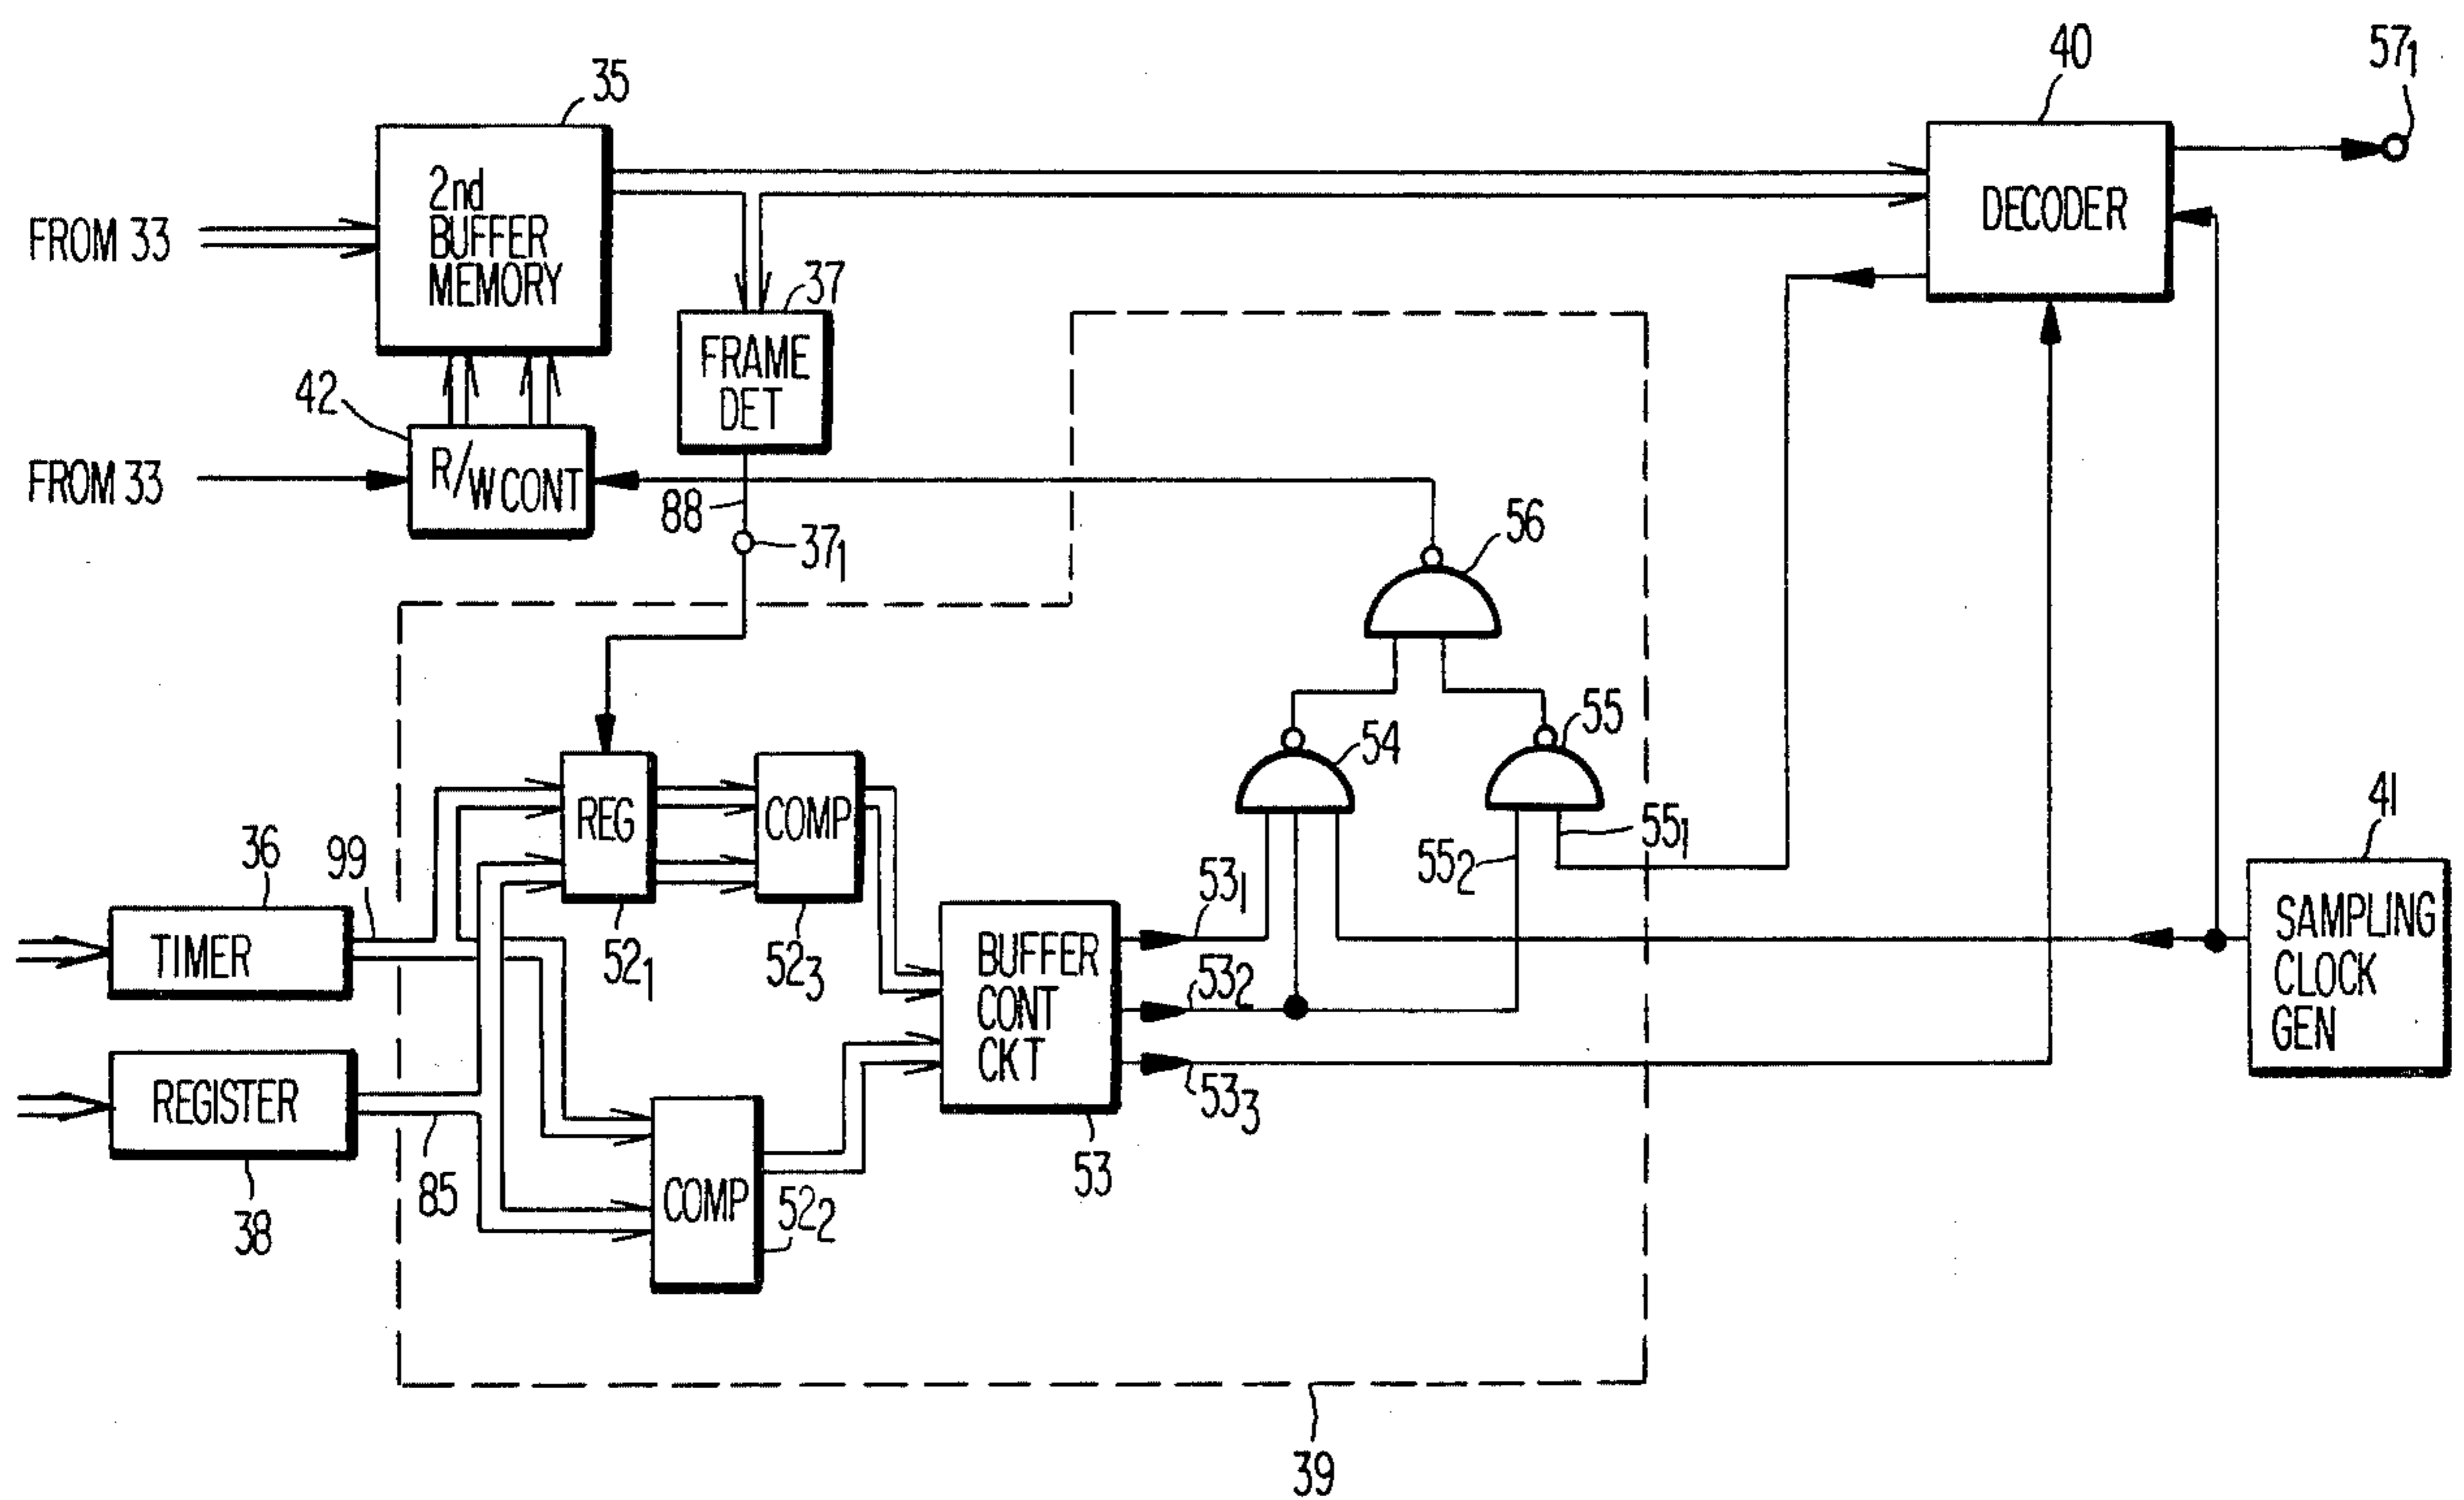 35
40
57₁
2nd
BUFFER
MEMORY
DECODER
FROM 33
37
FRAME
DET
42
R/W CONT
FROM 33
88
37₁
56
55
54
REG
COMP
41
36
99
55₁
55₂
53₁
SAMPLING
CLOCK
GEN
TIMER
52₁
52₃
BUFFER
CONT
CKT
53₂
REGISTER
53₃
85
38
COMP
52₂
53
39